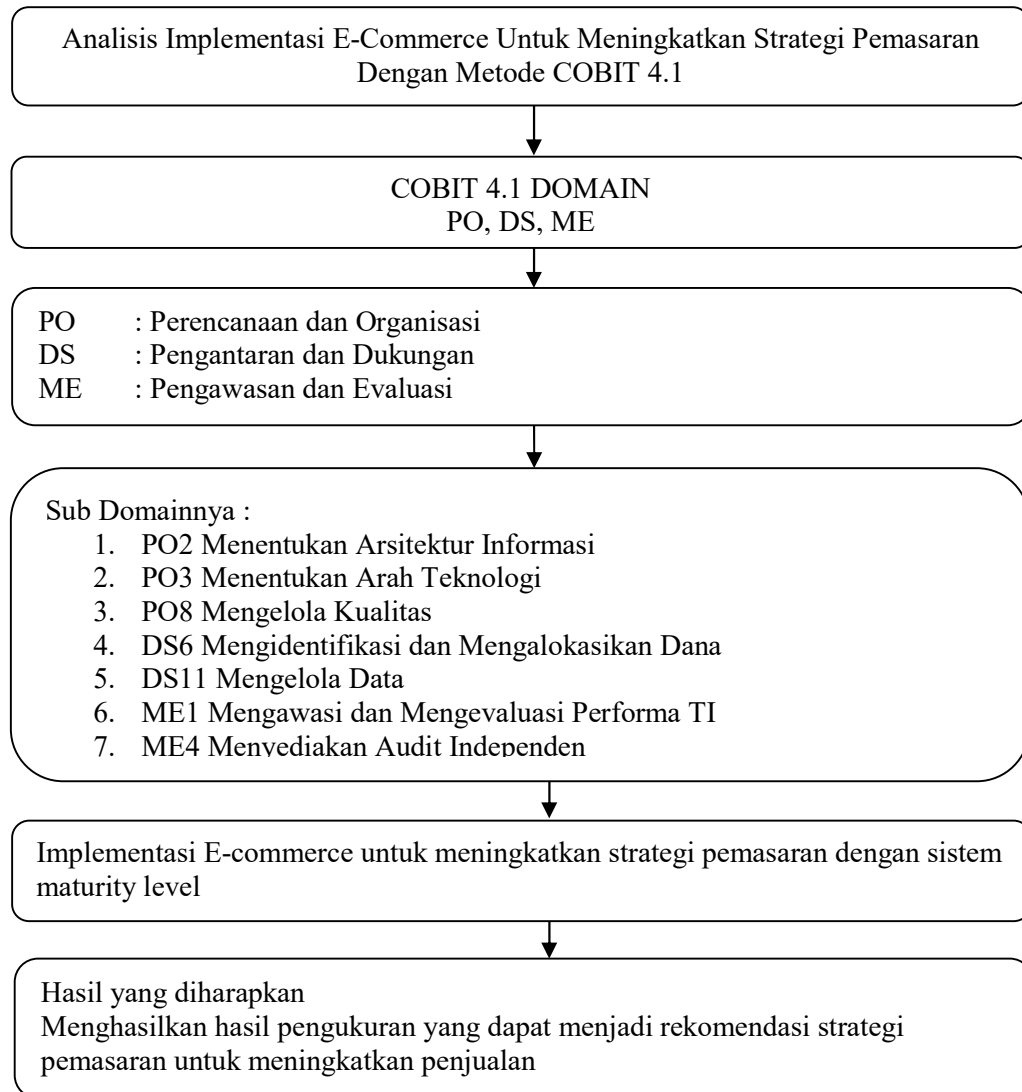 Analisis Implementasi E-Commerce Untuk Meningkatkan Strategi Pemasaran
Dengan Metode COBIT 4.1
COBIT 4.1 DOMAIN
PO, DS, ME
PO : Perencanaan dan Organisasi
DS : Pengantaran dan Dukungan
ME : Pengawasan dan Evaluasi
Sub Domainnya :
1. PO2 Menentukan Arsitektur Informasi
2. PO3 Menentukan Arah Teknologi
3. PO8 Mengelola Kualitas
4. DS6 Mengidentifikasi dan Mengalokasikan Dana
5. DS11 Mengelola Data
6. ME1 Mengawasi dan Mengevaluasi Performa TI
7. ME4 Menyediakan Audit Independen
Implementasi E-commerce untuk meningkatkan strategi pemasaran dengan sistem
maturity level
Hasil yang diharapkan
Menghasilkan hasil pengukuran yang dapat menjadi rekomendasi strategi
pemasaran untuk meningkatkan penjualan